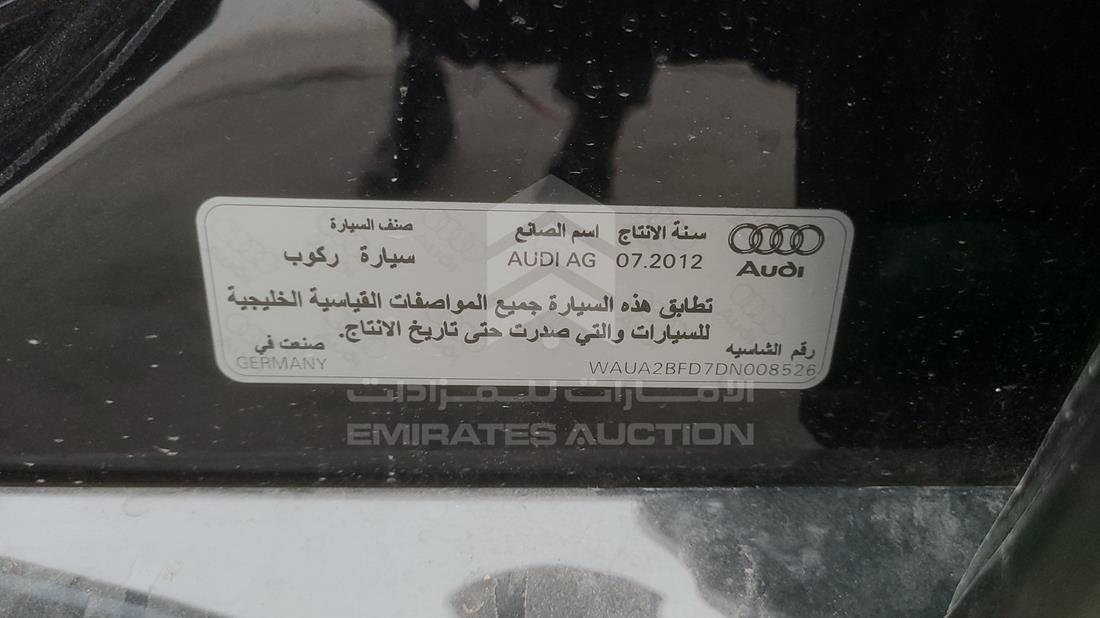 سنة الانتاج اسم الصانع صنف السيارة
07.2012 AUDI AG سيارة ركوب
Audi
تطابق هذه السيارة جميع المواصفات القياسية الخليجية
للسيارات والتي صدرت حتى تاريخ الانتاج.
رقم الشاسيه صنعت في
WAUA2BFD7DN008526 GERMANY
الامارات للمزادات
EMIRATES AUCTION